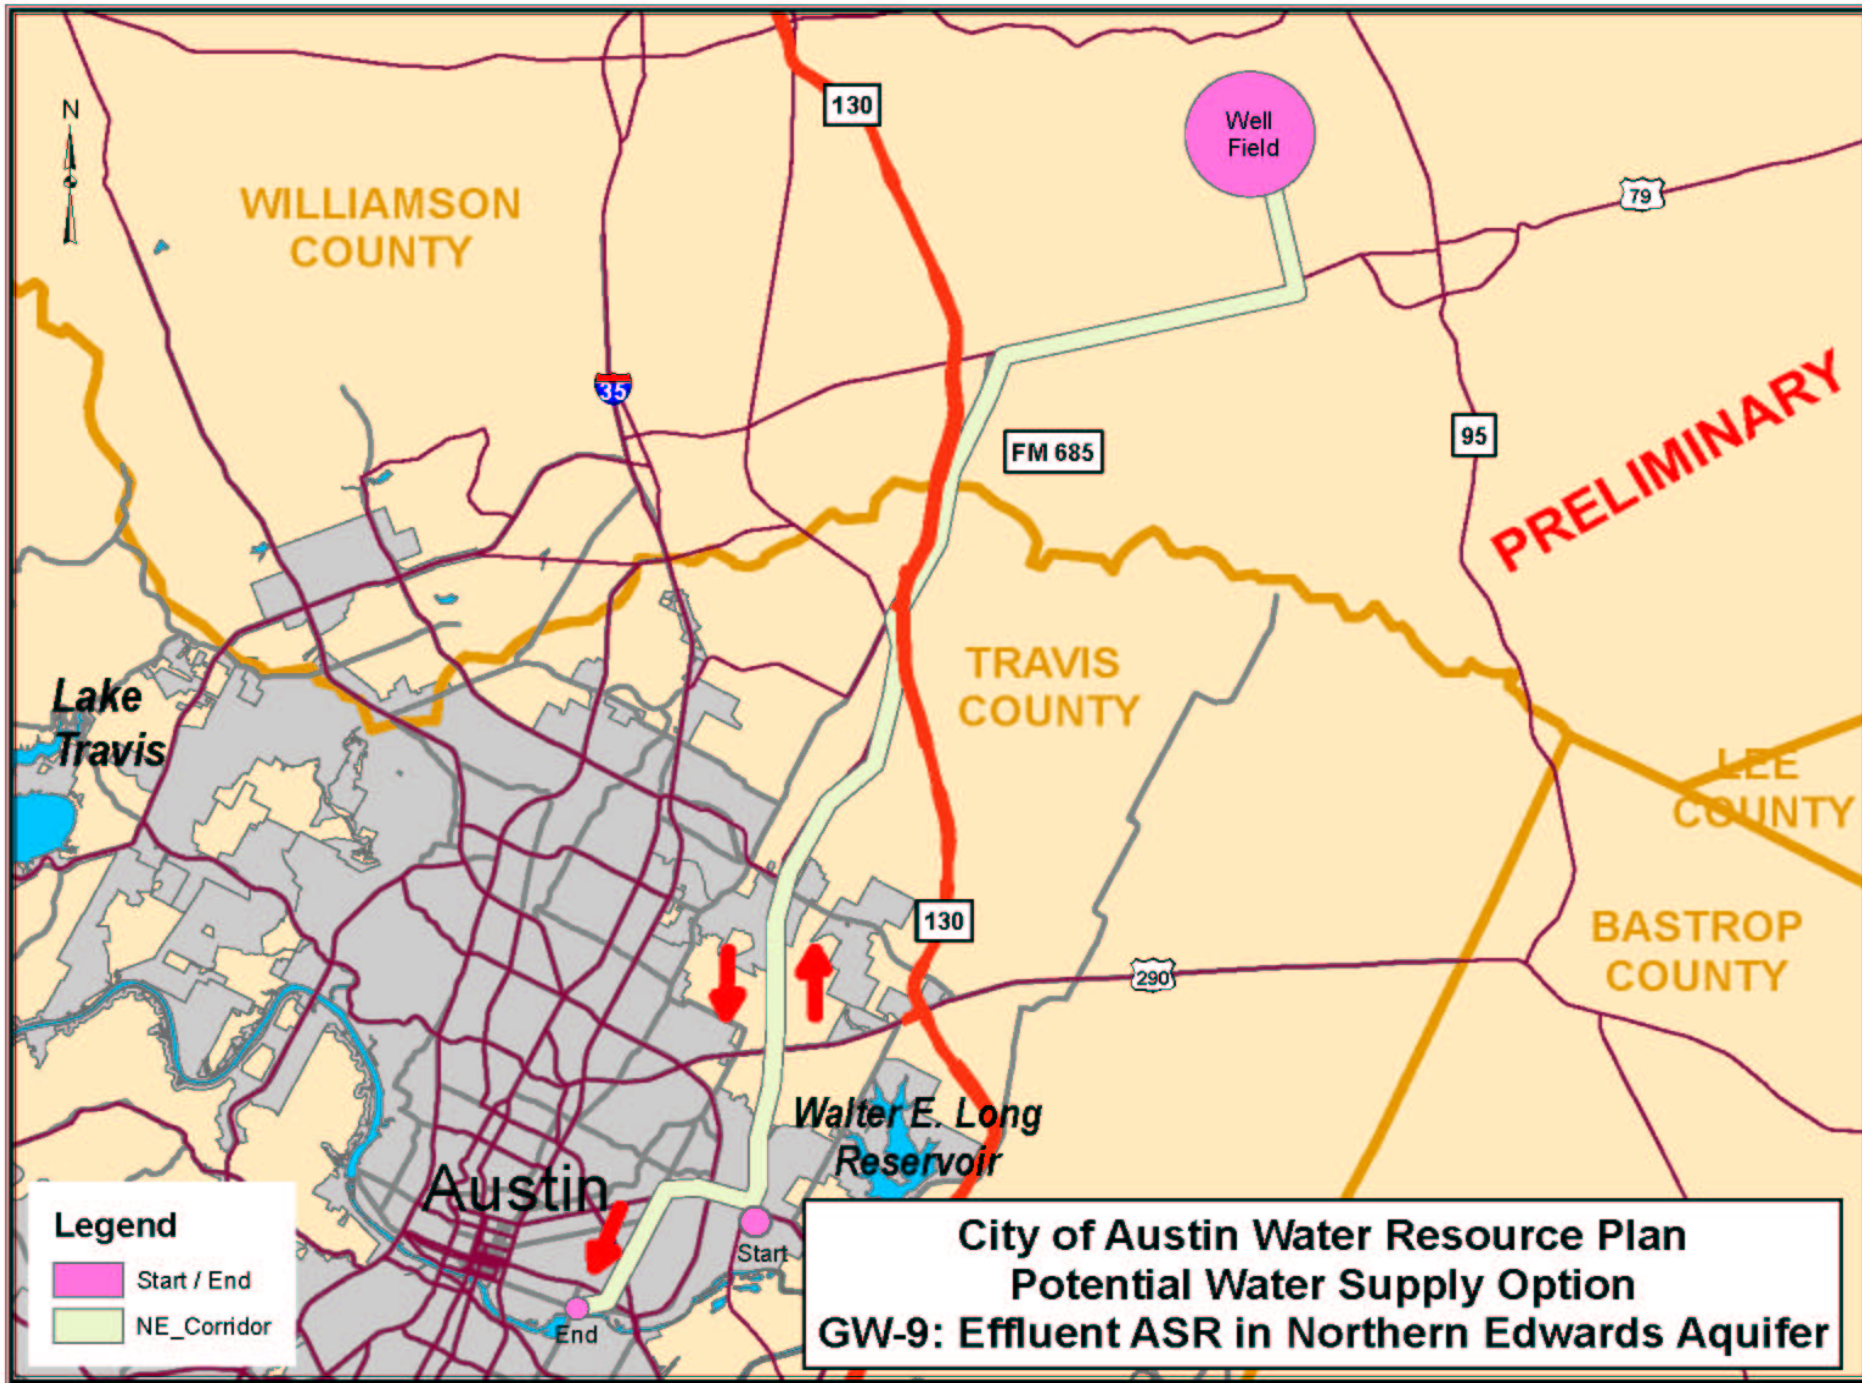 N
130
Well
Field
WILLIAMSON
COUNTY
79
35
FM 685
95
PRELIMINARY
TRAVIS
COUNTY
Lake
Travis
LEE
COUNTY
130
BASTROP
COUNTY
290
Walter E. Long
Reservoir
Austin
Start
End
Legend
Start / End
NE_Corridor
City of Austin Water Resource Plan
Potential Water Supply Option
GW-9: Effluent ASR in Northern Edwards Aquifer